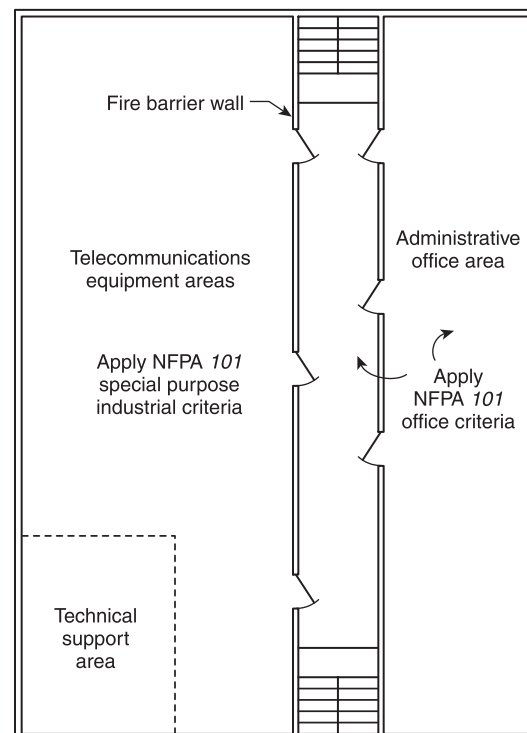 Fire barrier wall
Telecommunications
equipment areas
Apply NFPA 101
special purpose
industrial criteria
Administrative
office area
Apply
NFPA 101
office criteria
Technical
support
area